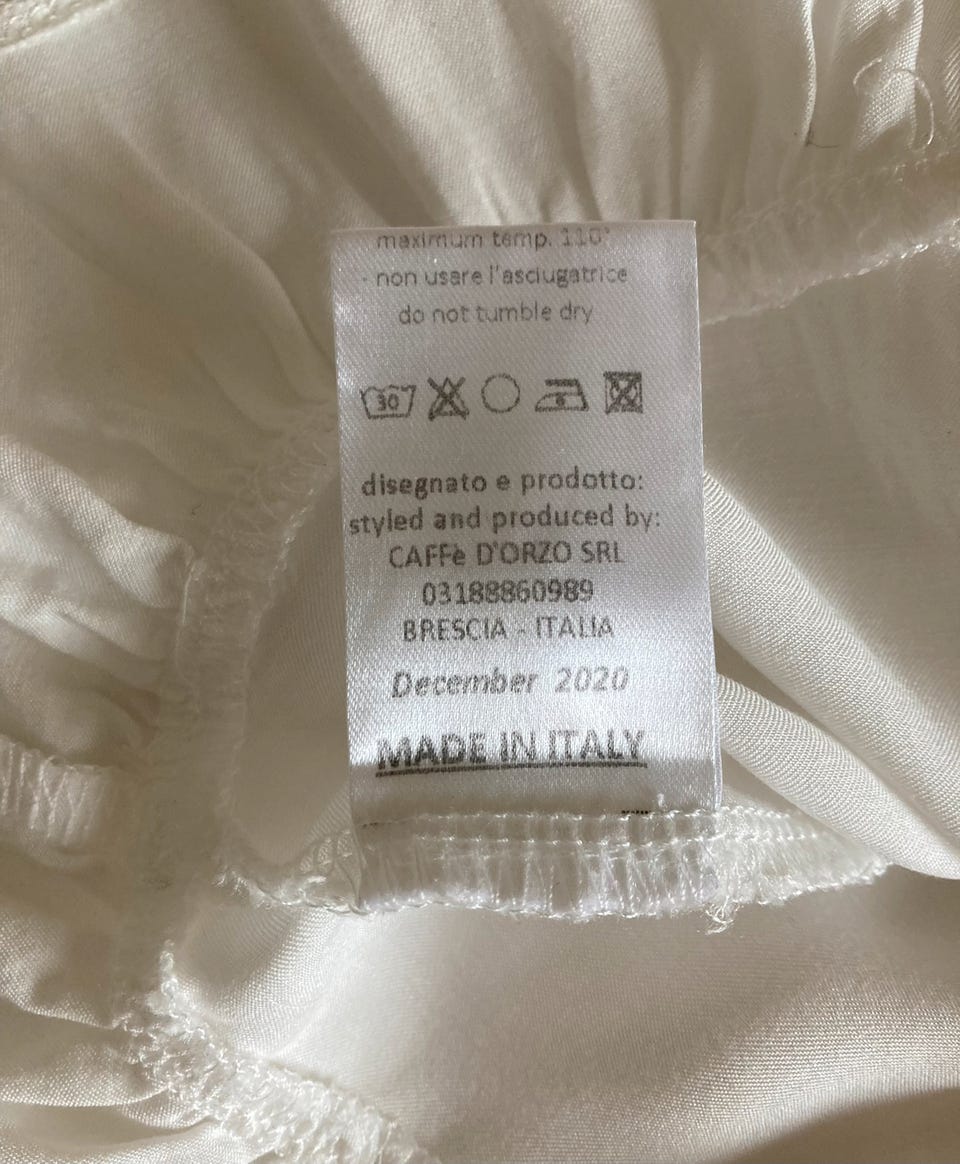 maximum temp. 110°
- non usare l'asciugatrice
do not tumble dry
30
disegnato e prodotto:
styled and produced by:
CAFFè D'ORZO SRL
03188860989
BRESCIA - ITALIA
December 2020
MADE IN ITALY